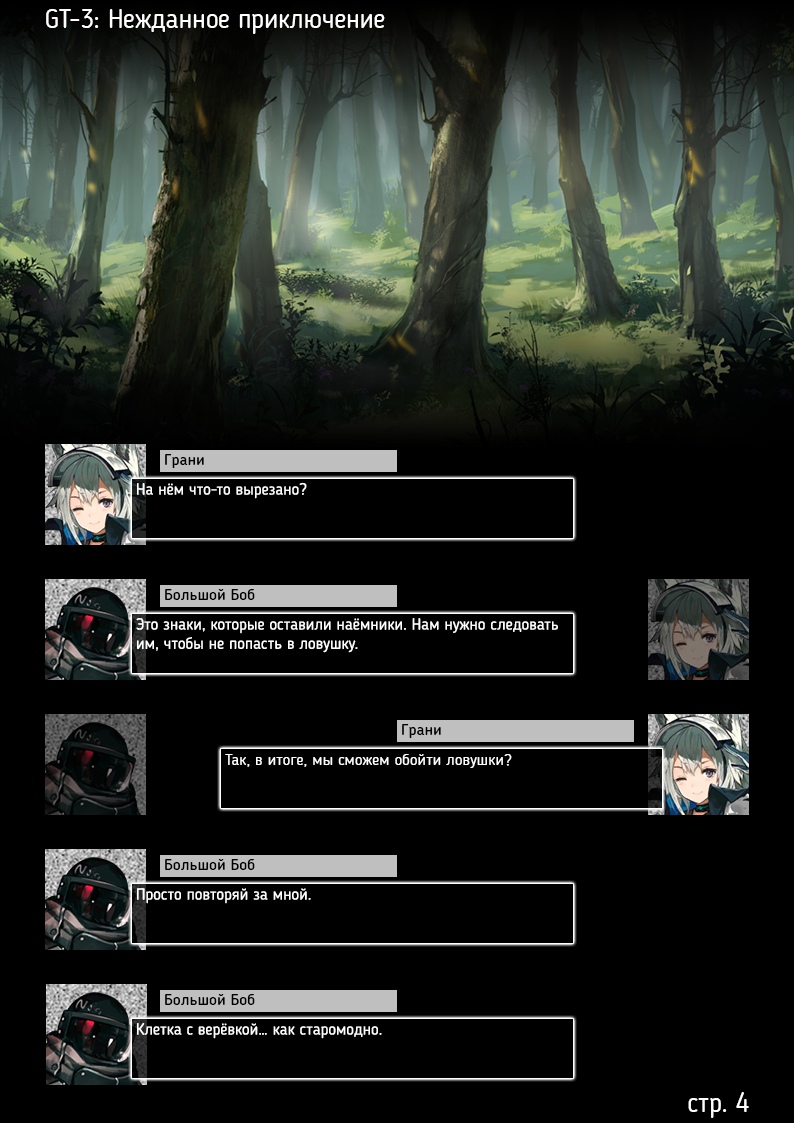 GT-3: Нежданное приключение
Грани
На нём что-то вырезано?
Большой Боб
Это знаки, которые оставили наёмники. Нам нужно следовать
им, чтобы не попасть в ловушку.
Грани
Так, в итоге, мы сможем обойти ловушки?
Большой Боб
Просто повторяй за мной.
Большой Боб
Клетка с верёвкой... как старомодно.
стр. 4